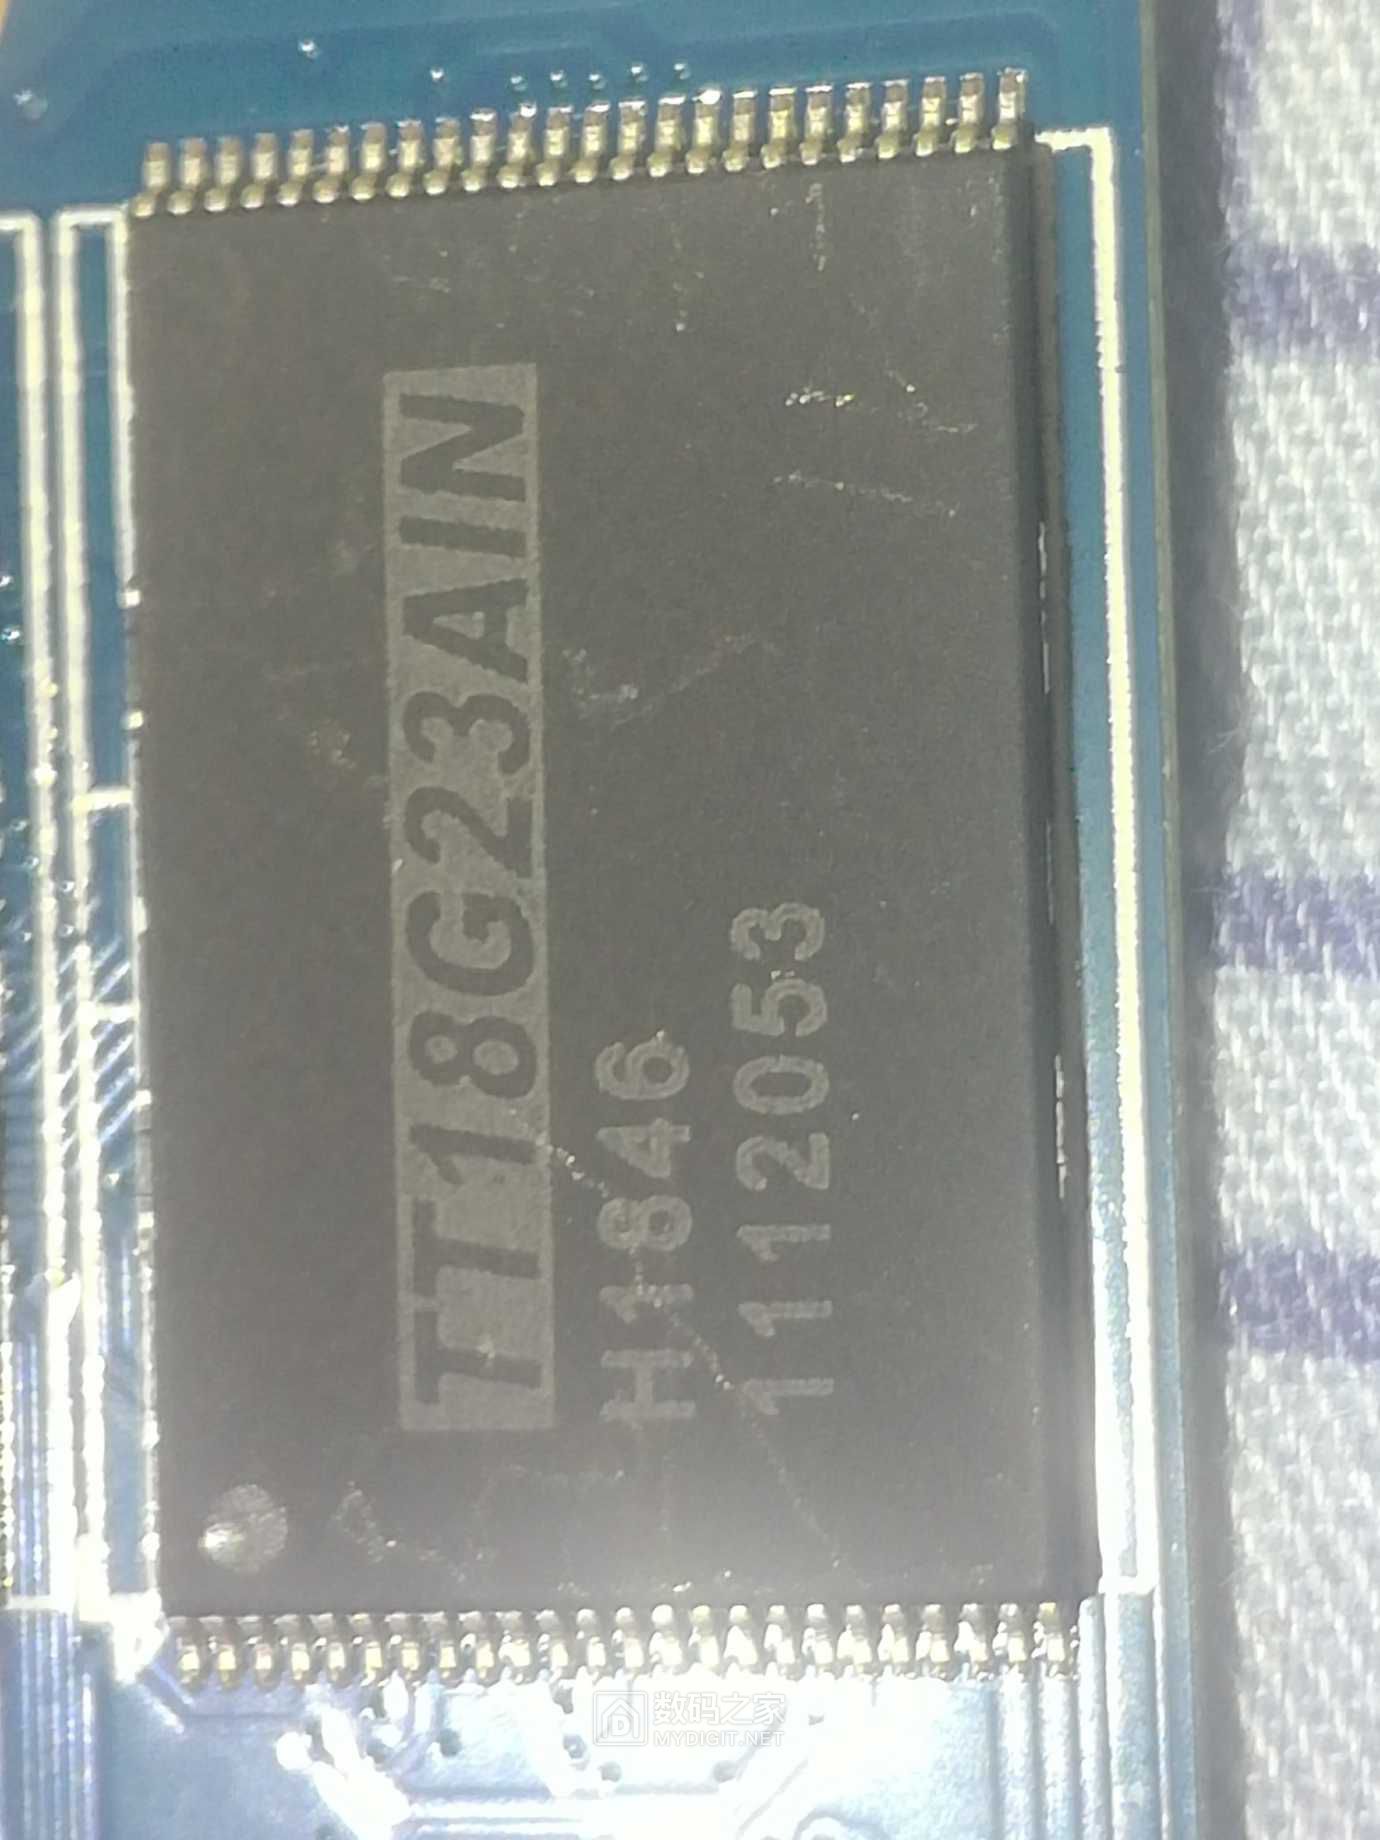 TT18G23AIN
H1846
1112053
数码之家
MYDIGIT.NET